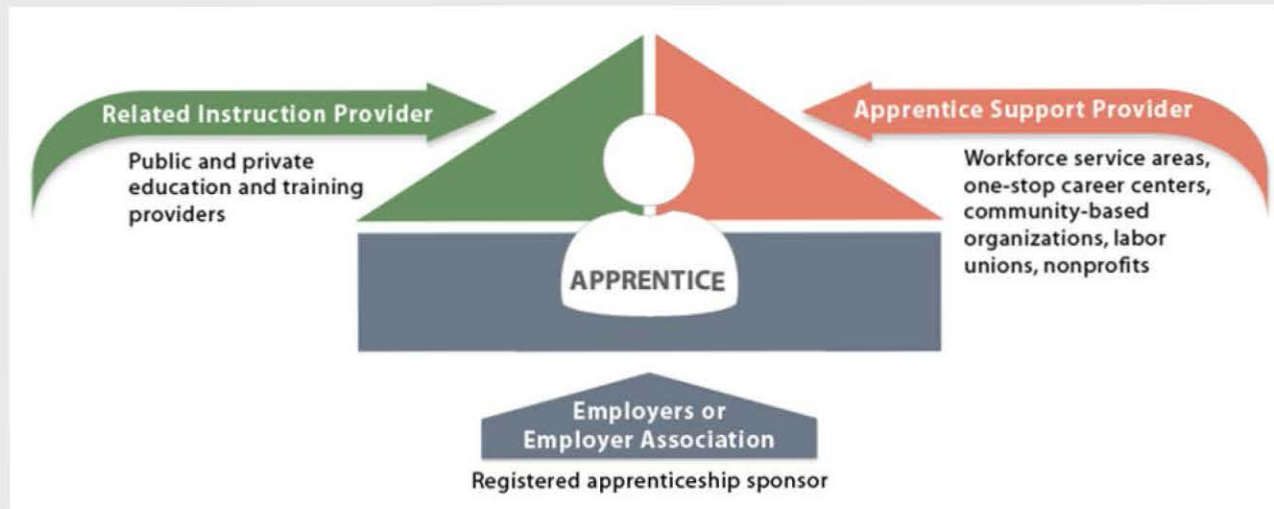 Related Instruction Provider
Public and private
education and training
providers
Apprentice Support Provider
Workforce service areas,
one-stop career centers,
community-based
organizations, labor
unions, nonprofits
APPRENTICE
Employers or
Employer Association
Registered apprenticeship sponsor